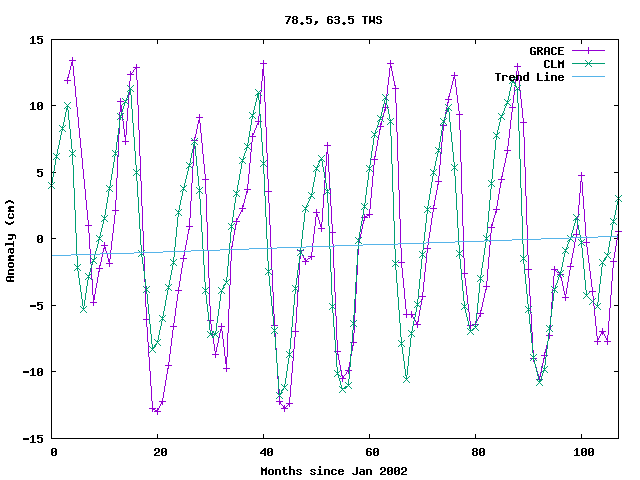 78.5, 63.5 TWS
GRACE
CLM
Trend Line
Anomaly (cm)
15
10
5
0
-5
-10
-15
0 20 40 60 80 100
Months since Jan 2002